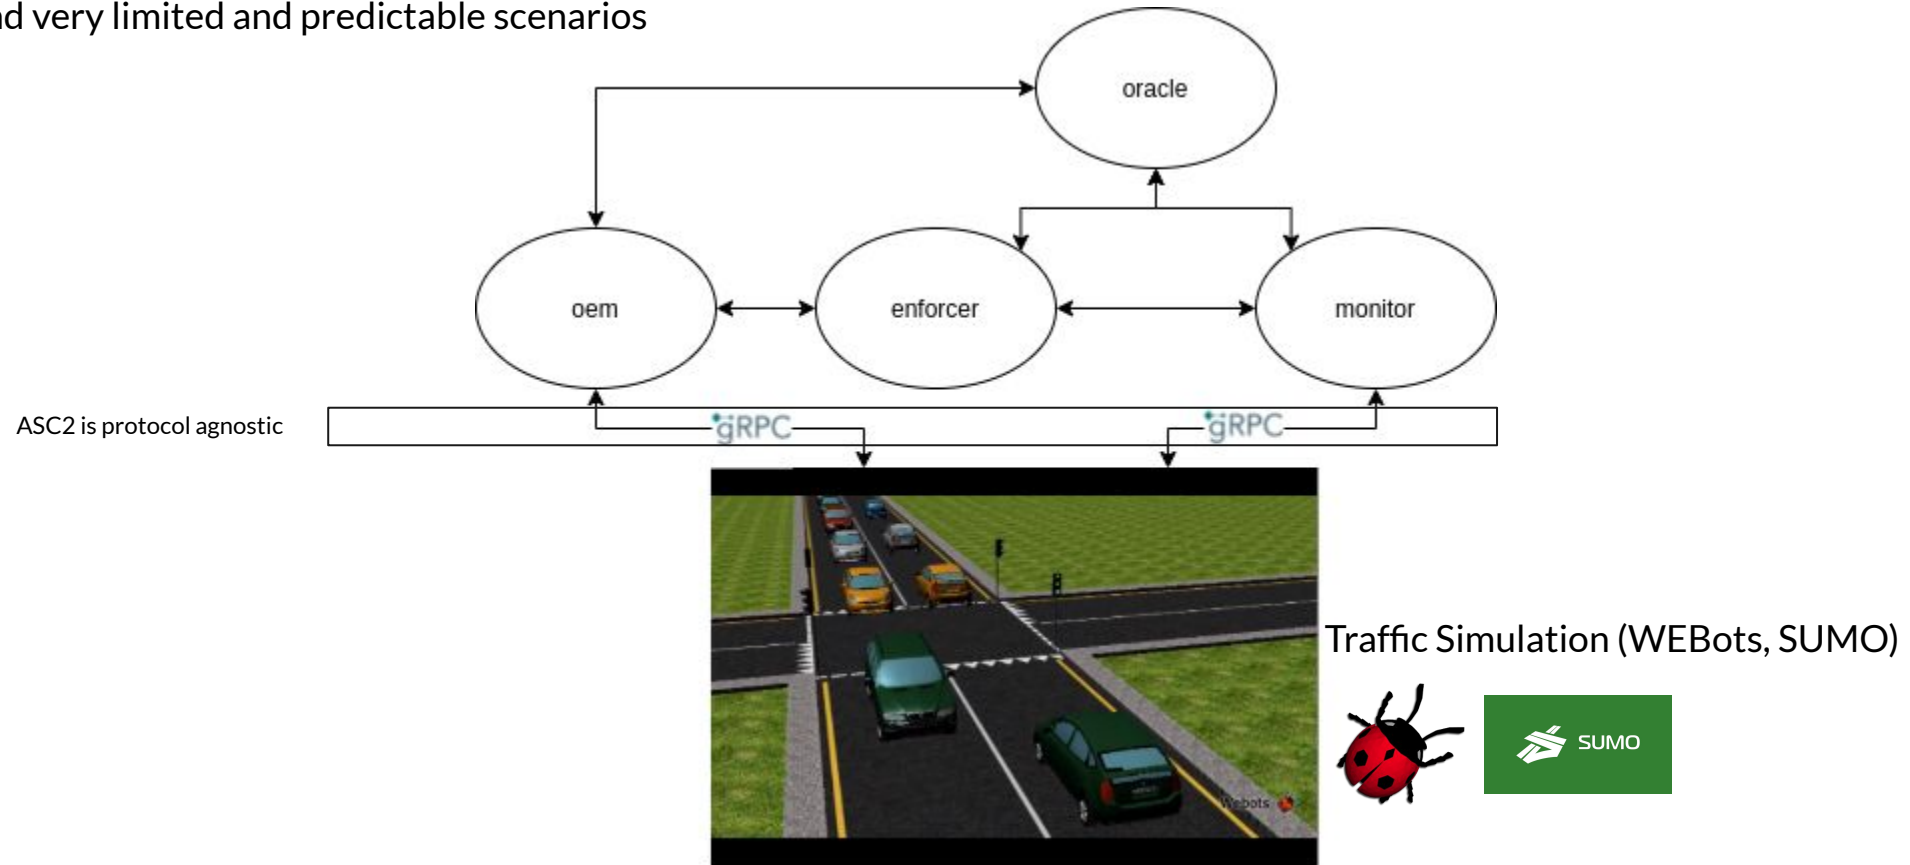 d very limited and predictable scenarios
oracle
oem
enforcer
monitor
ASC2 is protocol agnostic
gRPC
gRPC
Traffic Simulation (WEBots, SUMO)
SUMO
Webots